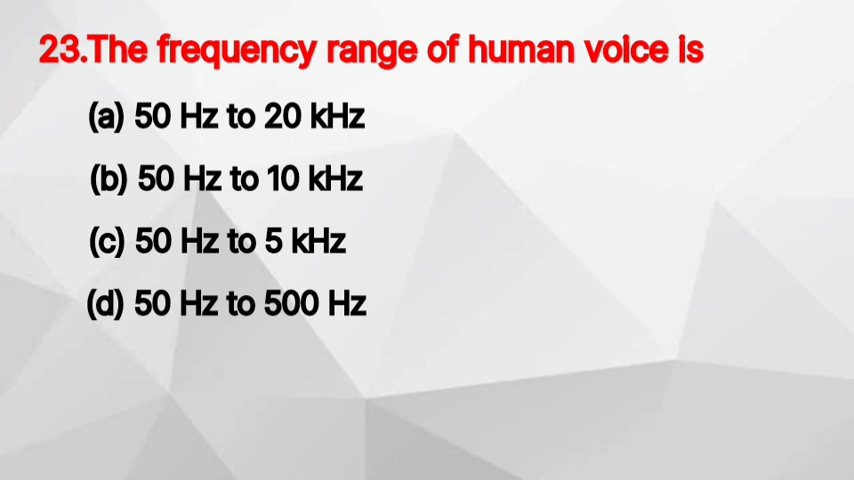 23.The frequency range of human voice is
(a) 50 Hz to 20 kHz
(b) 50 Hz to 10 kHz
(c) 50 Hz to 5 kHz
(d) 50 Hz to 500 Hz